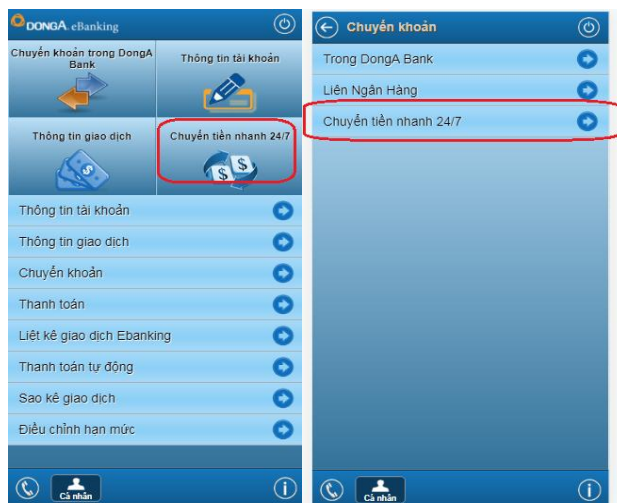 DONGA eBanking
Chuyển khoản trong DongA
Bank
Thông tin tài khoản
Thông tin giao dịch
Chuyển tiền nhanh 24/7
Thông tin tài khoản
Thông tin giao dịch
Chuyển khoản
Thanh toán
Liệt kê giao dịch Ebanking
Thanh toán tự động
Sao kê giao dịch
Điều chỉnh hạn mức
Cá nhân
Chuyển khoản
Trong DongA Bank
Liên Ngân Hàng
Chuyển tiền nhanh 24/7
Cá nhân